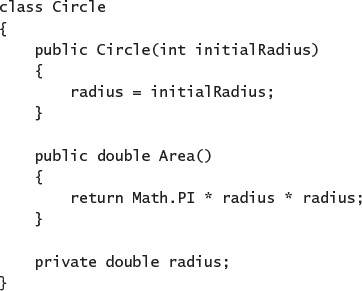 class Circle
{
    public Circle(int initialRadius)
    {
        radius = initialRadius;
    }

    public double Area()
    {
        return Math.PI * radius * radius;
    }

    private double radius;
}